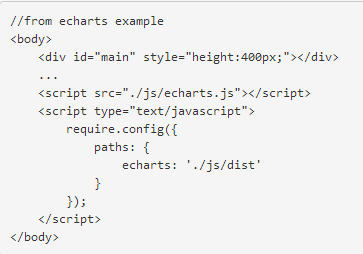 //from echarts example
<body>
    <div id="main" style="height:400px;"></div>
    ...
    <script src="./js/echarts.js"></script>
    <script type="text/javascript">
        require.config({
            paths: {
                echarts: './js/dist'
            }
        });
    </script>
</body>